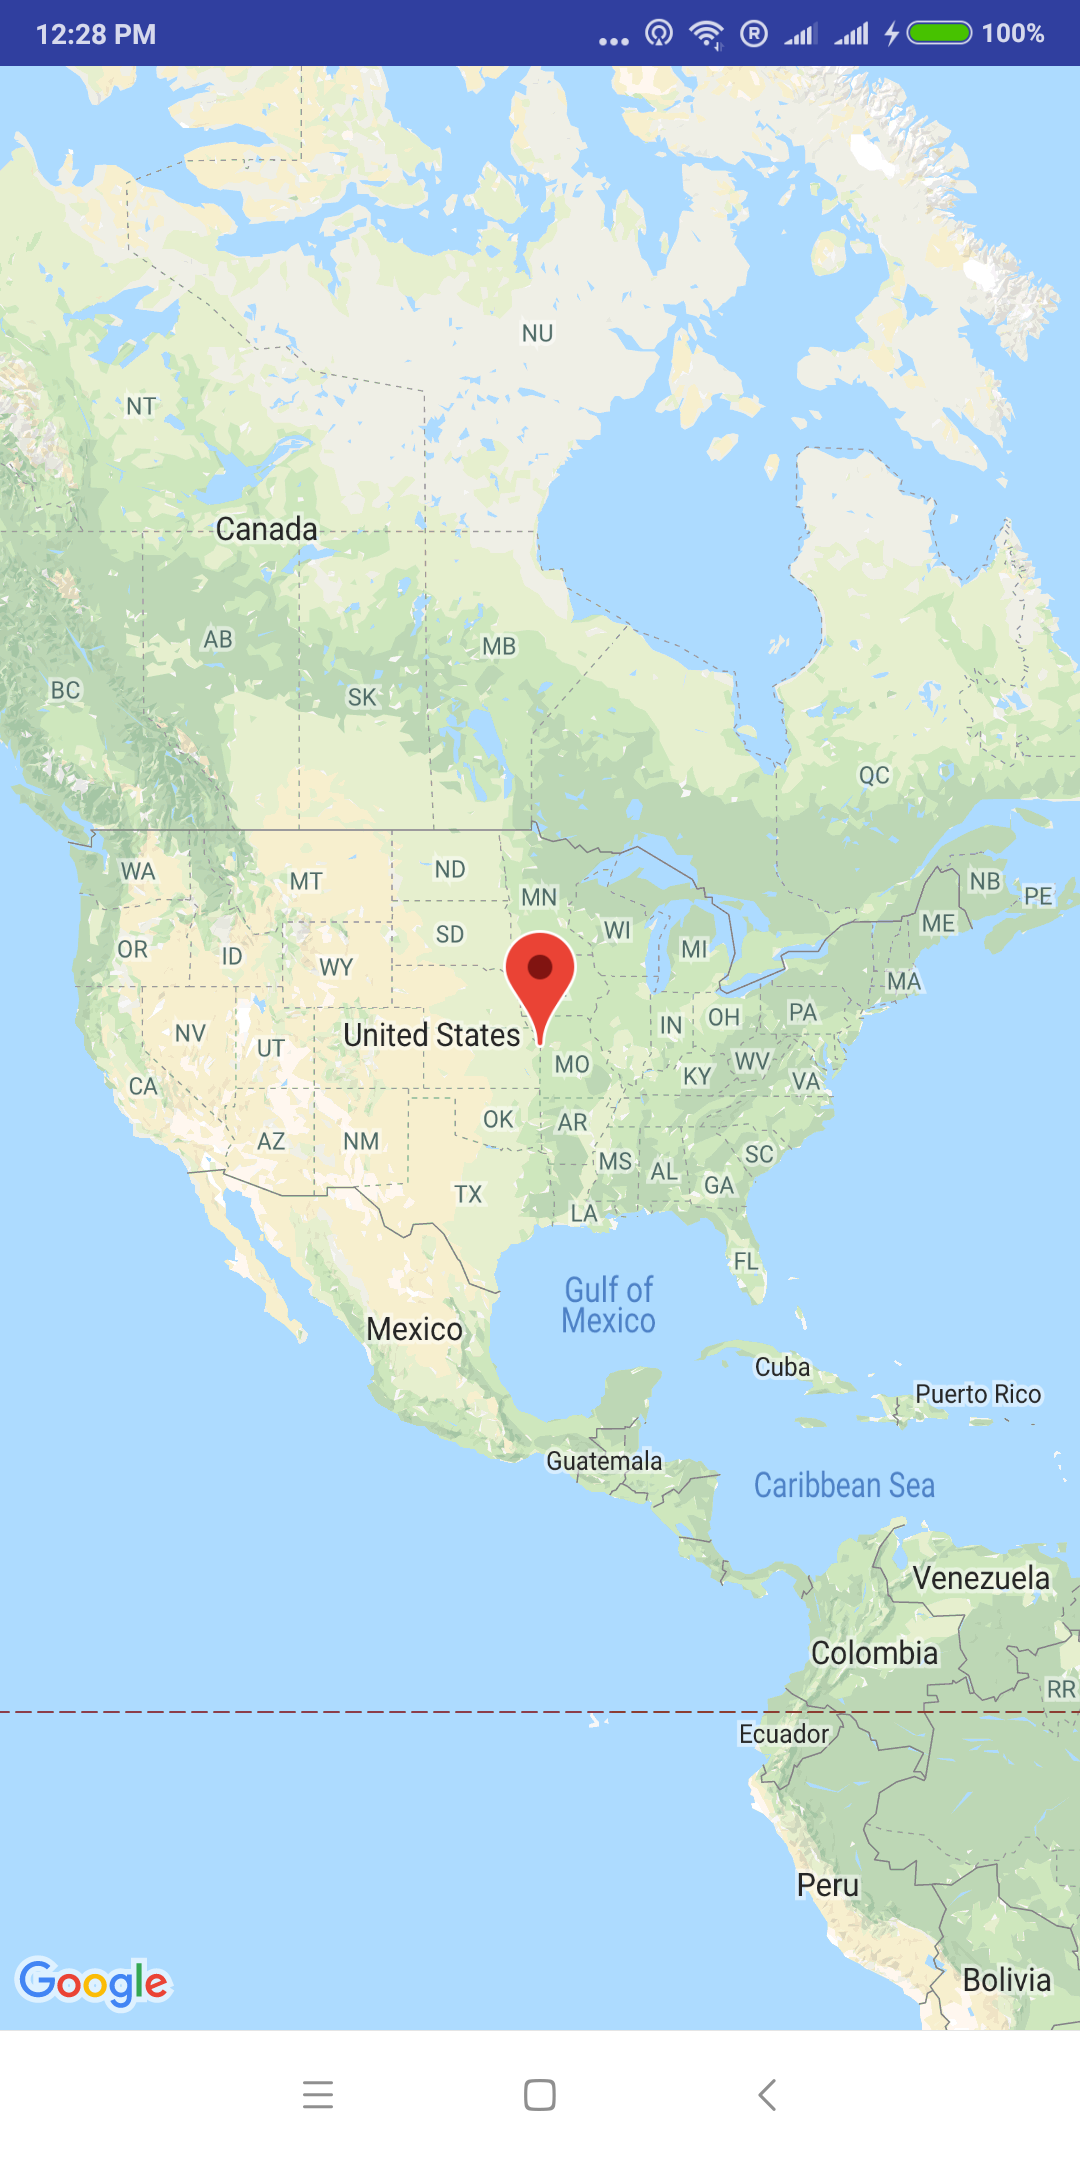 12:28 PM
... R 100%
NU
NT
Canada
AB
MB
BC
SK
QC
WA
MT
ND
MN
NB
PE
OR
ID
WY
SD
WI
MI
ME
MA
NV
UT
United States
IN
OH
PA
CA
MO
KY
WV
VA
AZ
NM
OK
AR
TX
MS
AL
GA
SC
LA
FL
Gulf of
Mexico
Mexico
Cuba
Puerto Rico
Guatemala
Caribbean Sea
Venezuela
Colombia
RR
Ecuador
Peru
Google
Bolivia